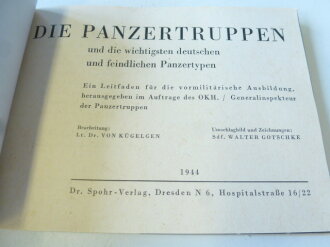 DIE PANZERTRUPPEN
und die wichtigsten deutschen
und feindlichen Panzertypen
Ein Leitfaden für die vormilitärische Ausbildung,
herausgegeben im Auftrage des OKH. / Generalinspekteur
der Panzertruppen
Bearbeitung:
Lt. Dr. VON KÜGELGEN
Umschlagbild und Zeichnungen:
Sdf. WALTER GOTSCHKE
1944
Dr. Spohr-Verlag, Dresden N 6, Hospitalstraße 16/22